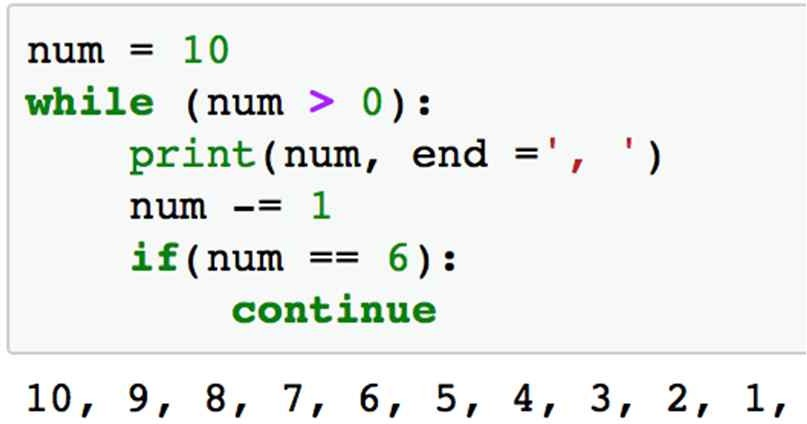 num = 10
while (num > 0):
    print(num, end =', ')
    num -= 1
    if(num == 6):
        continue
10, 9, 8, 7, 6, 5, 4, 3, 2, 1,